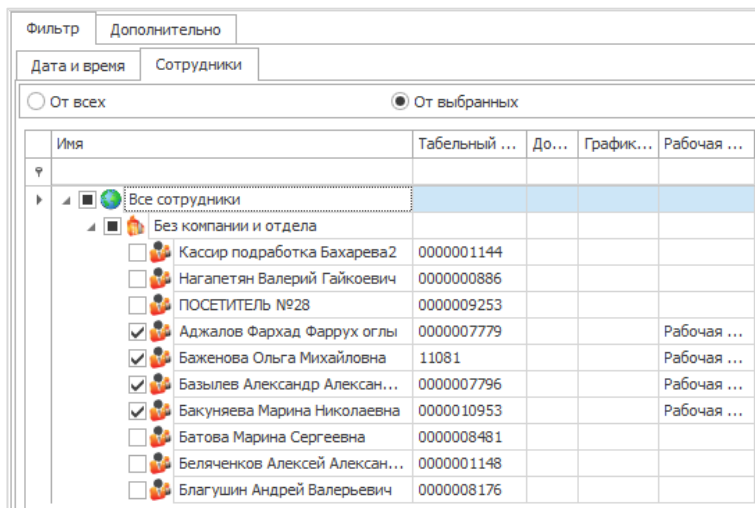 Фильтр Дополнительно
Дата и время Сотрудники
От всех От выбранных
Имя Табельный ... До... График... Рабочая ...
Все сотрудники
Без компании и отдела
Кассир подработка Бахарева2 0000001144
Нагапетян Валерий Гайкоевич 0000000886
ПОСЕТИТЕЛЬ №28 0000009253
Аджалов Фархад Фаррух оглы 0000007779 Рабочая ...
Баженова Ольга Михайловна 11081 Рабочая ...
Базылев Александр Алексан... 0000007796 Рабочая ...
Бакуняева Марина Николаевна 0000010953 Рабочая ...
Батова Марина Сергеевна 0000008481
Беляченков Алексей Алексан... 0000001148
Благушин Андрей Валерьевич 0000008176